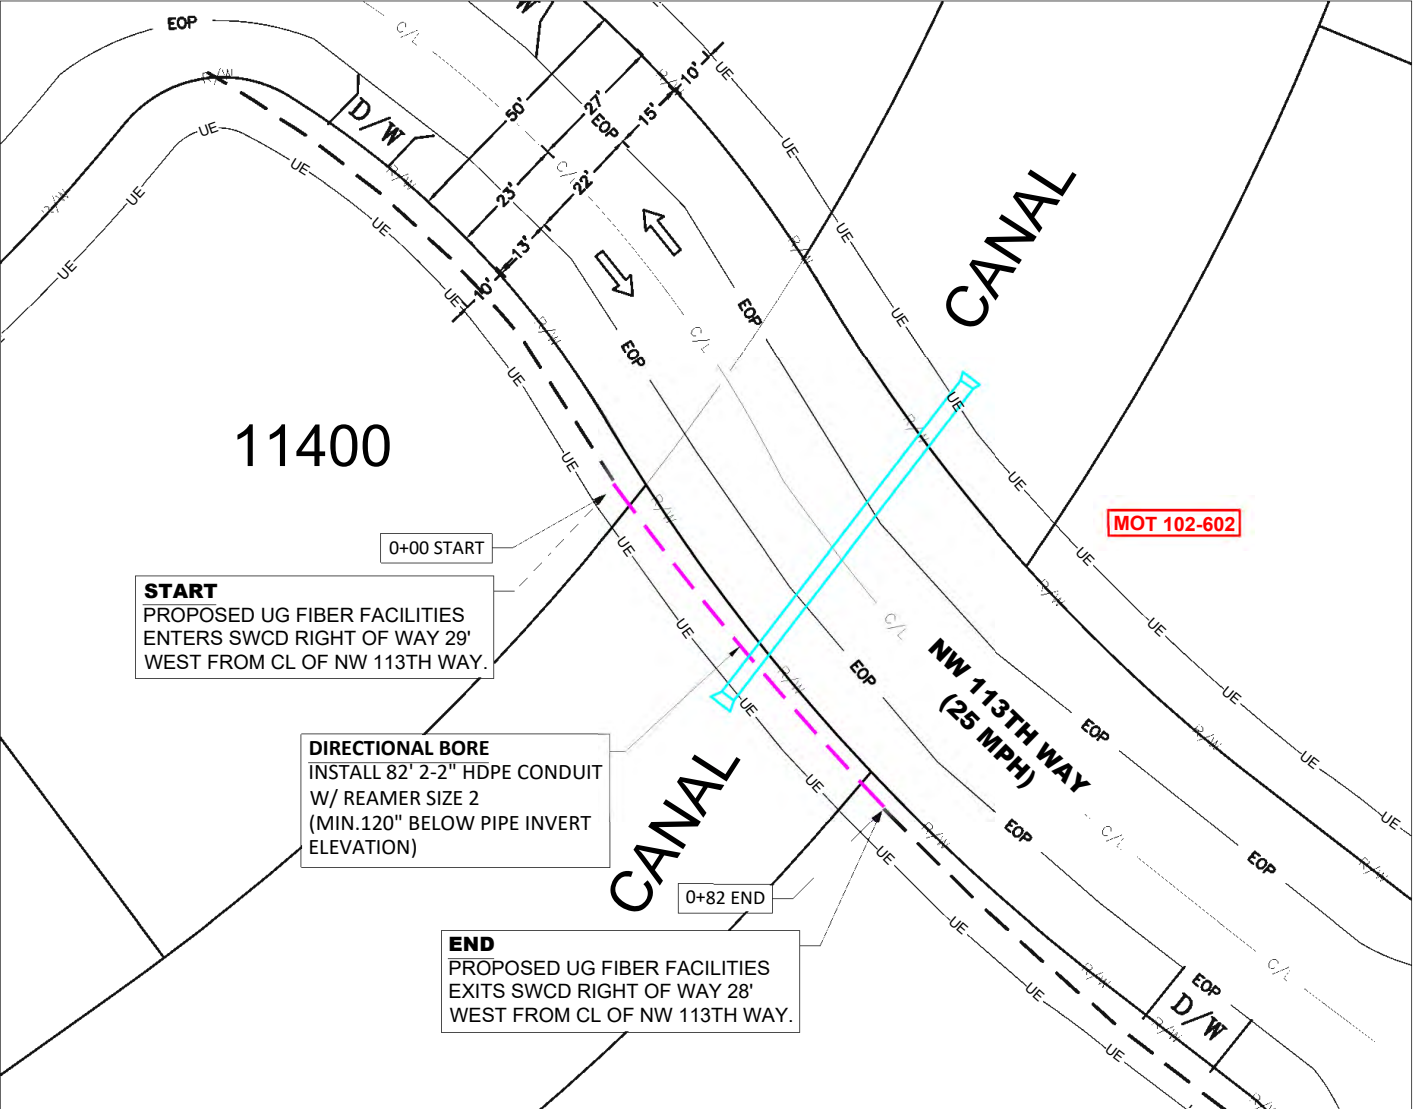 EOP
C/L
W
R/W
UE
D/W
50'
27'
15'
10'
EOP
C/L
23'
22'
13'
10'
R/W
UE
CANAL
EOP
EOP
C/L
R/W
UE
11400
MOT 102-602
0+00 START
START
PROPOSED UG FIBER FACILITIES
ENTERS SWCD RIGHT OF WAY 29'
WEST FROM CL OF NW 113TH WAY.
C/L
NW 113TH WAY
(25 MPH)
EOP
EOP
DIRECTIONAL BORE
INSTALL 82' 2-2" HDPE CONDUIT
W/ REAMER SIZE 2
(MIN.120" BELOW PIPE INVERT
ELEVATION)
CANAL
EOP
C/L
EOP
0+82 END
END
PROPOSED UG FIBER FACILITIES
EXITS SWCD RIGHT OF WAY 28'
WEST FROM CL OF NW 113TH WAY.
R/W
UE
C/L
EOP
D/W
R/W
UE